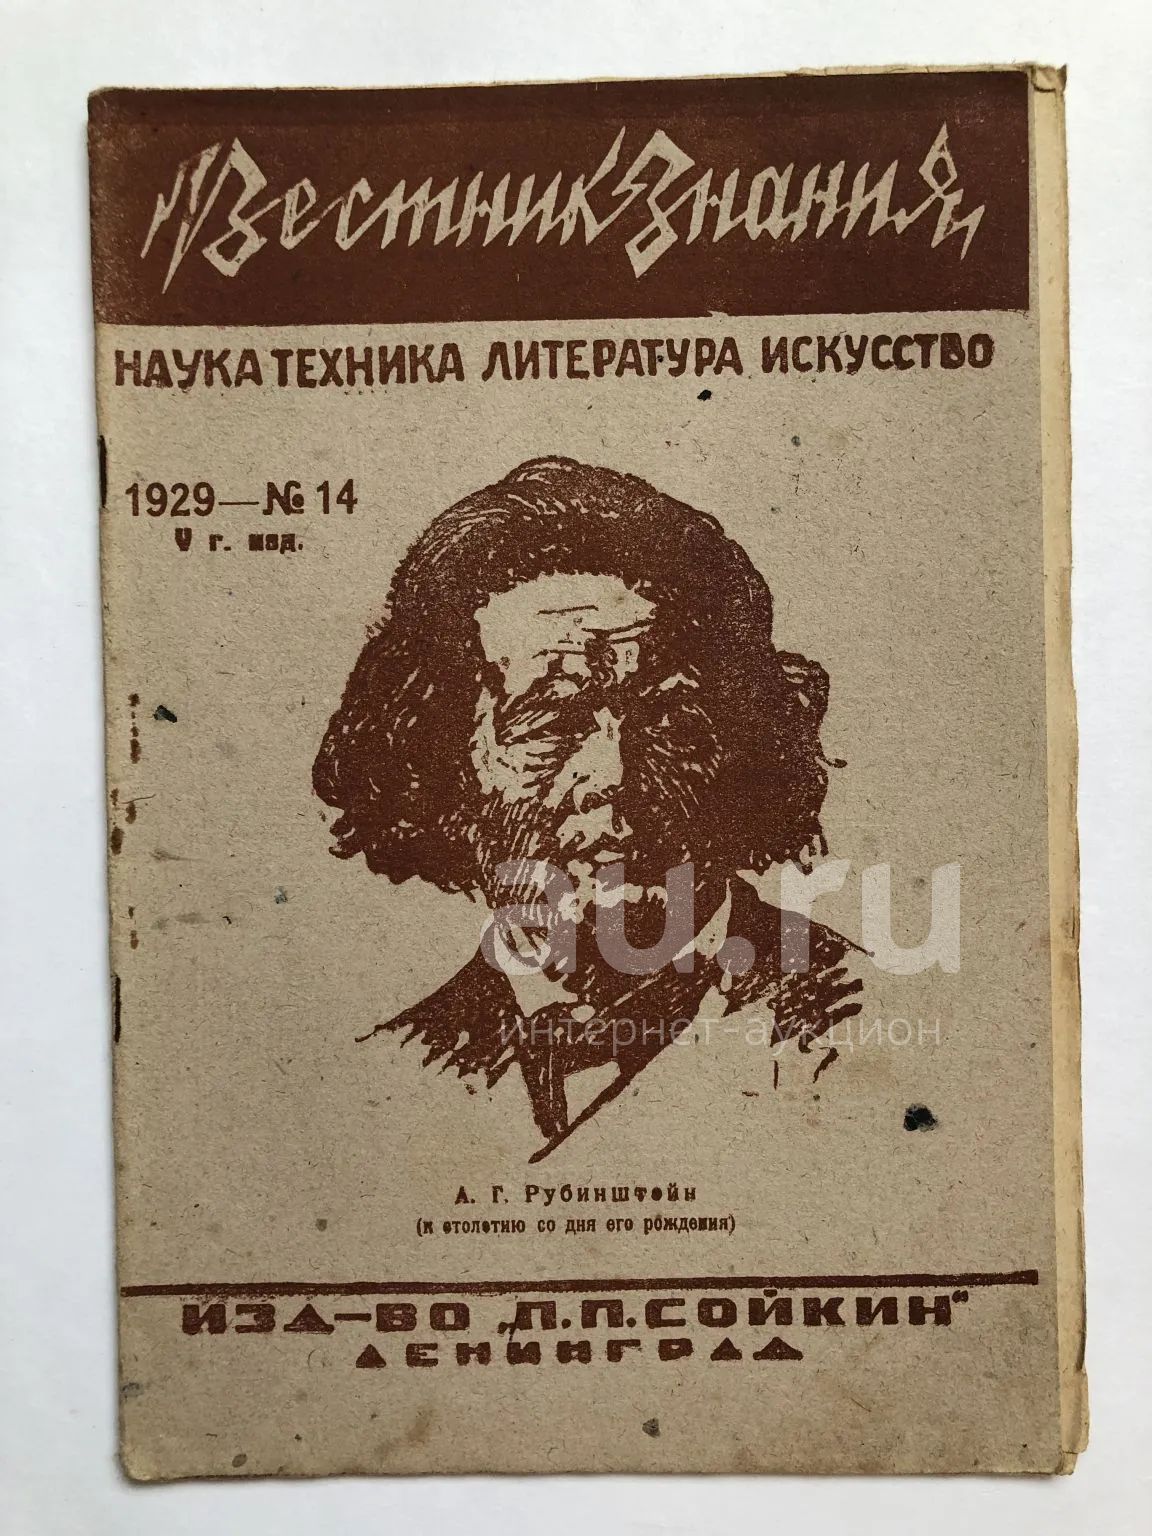 "Вестник Знания"
НАУКА ТЕХНИКА ЛИТЕРАТУРА ИСКУССТВО
1929—№ 14
V г. изд.
au.ru
интернет-аукцион
А. Г. Рубинштейн
(к столетию со дня его рождения)
ИЗД-ВО „П.П.СОЙКИН"
ЛЕНИНГРАД